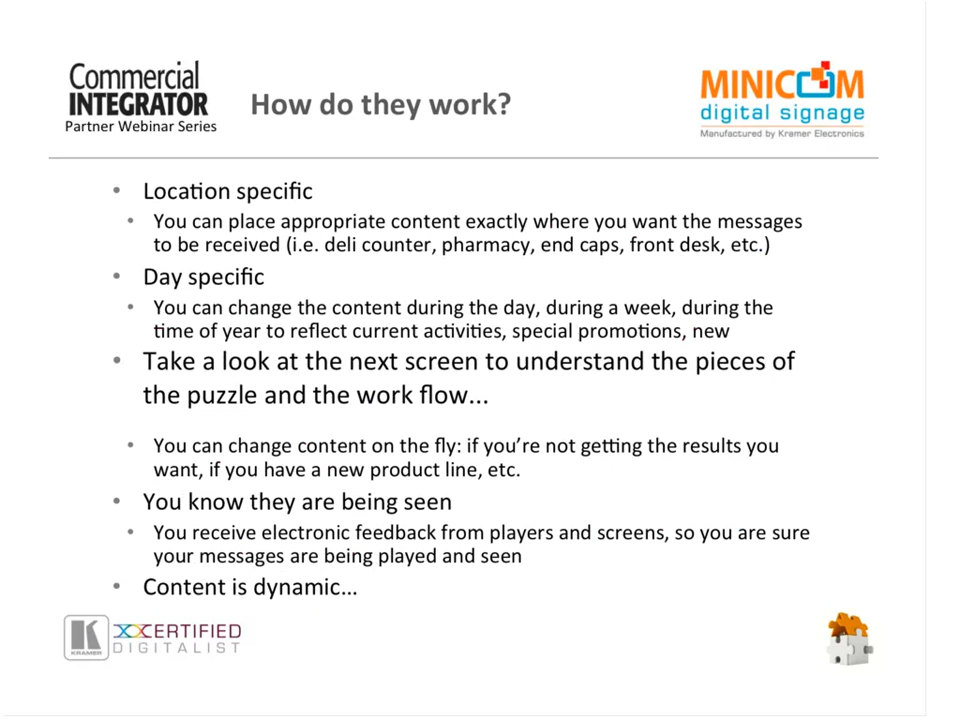 Commercial
INTEGRATOR
Partner Webinar Series
How do they work?
MINICOM
digital signage
Manufactured by Kramer Electronics
• Location specific
• You can place appropriate content exactly where you want the messages
to be received (i.e. deli counter, pharmacy, end caps, front desk, etc.)
• Day specific
• You can change the content during the day, during a week, during the
time of year to reflect current activities, special promotions, new
• Take a look at the next screen to understand the pieces of
the puzzle and the work flow...
• You can change content on the fly: if you're not getting the results you
want, if you have a new product line, etc.
• You know they are being seen
• You receive electronic feedback from players and screens, so you are sure
your messages are being played and seen
• Content is dynamic...
K
KRAMER
CERTIFIED
DIGITALIST